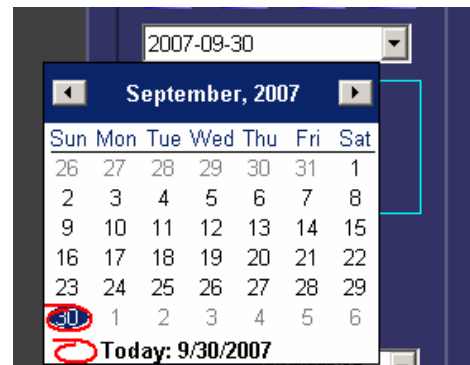 2007-09-30
September, 2007
Sun Mon Tue Wed Thu Fri Sat
26 27 28 29 30 31 1
2 3 4 5 6 7 8
9 10 11 12 13 14 15
16 17 18 19 20 21 22
23 24 25 26 27 28 29
30 1 2 3 4 5 6
Today: 9/30/2007